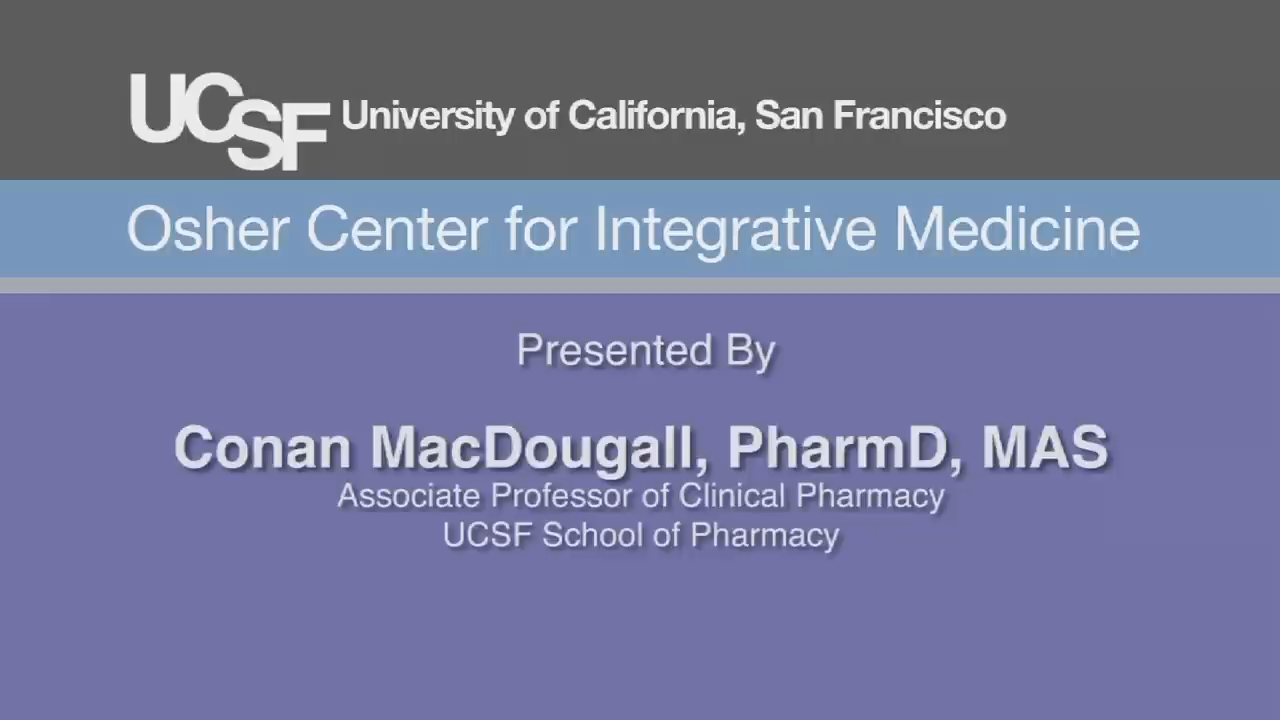 UCSF University of California, San Francisco
Osher Center for Integrative Medicine
Presented By
Conan MacDougall, PharmD, MAS
Associate Professor of Clinical Pharmacy
UCSF School of Pharmacy